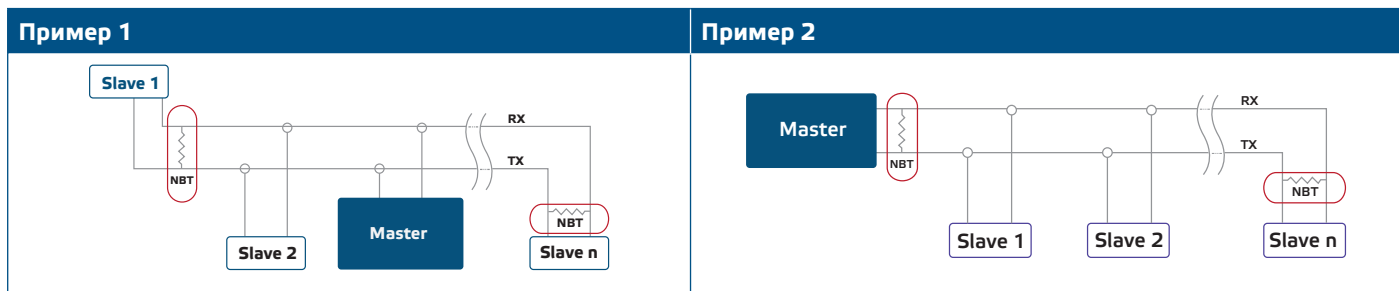 Пример 1
Slave 1
RX
TX
NBT
NBT
Slave 2
Master
Slave n
Пример 2
Master
RX
TX
NBT
NBT
Slave 1
Slave 2
Slave n